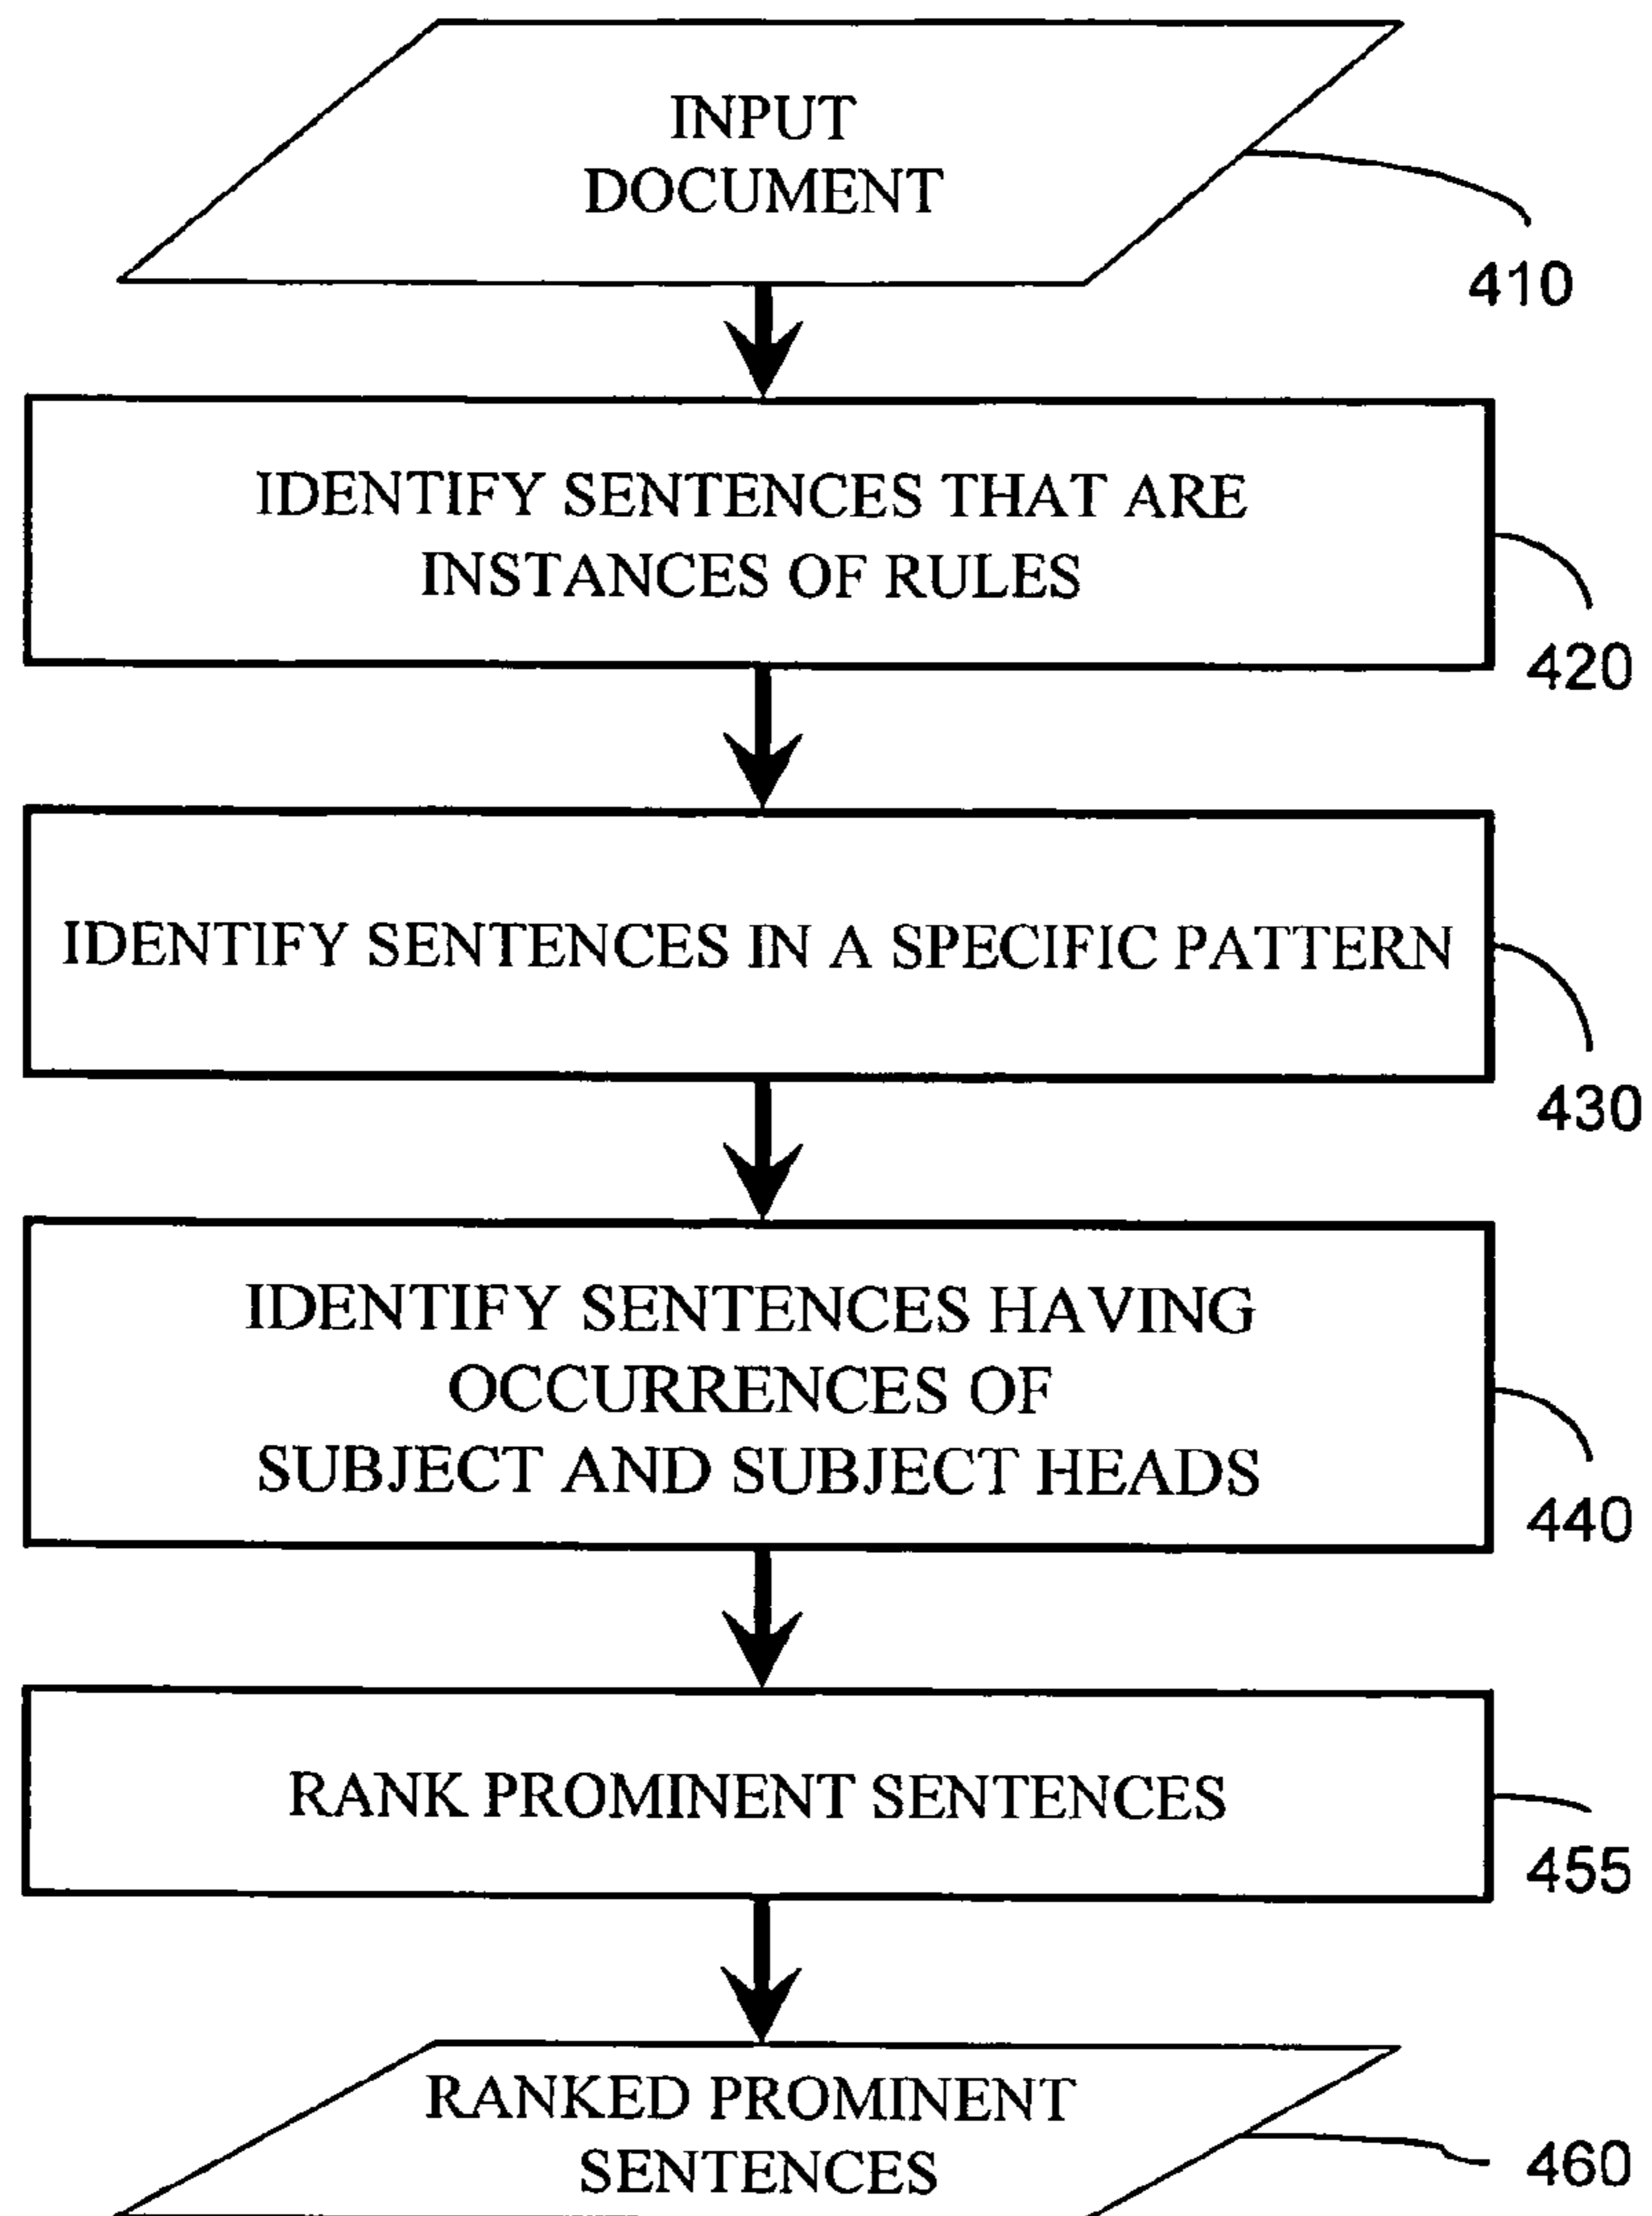 INPUT
DOCUMENT
410
IDENTIFY SENTENCES THAT ARE
INSTANCES OF RULES
420
IDENTIFY SENTENCES IN A SPECIFIC PATTERN
430
IDENTIFY SENTENCES HAVING
OCCURRENCES OF
SUBJECT AND SUBJECT HEADS
440
RANK PROMINENT SENTENCES
455
RANKED PROMINENT
SENTENCES
460